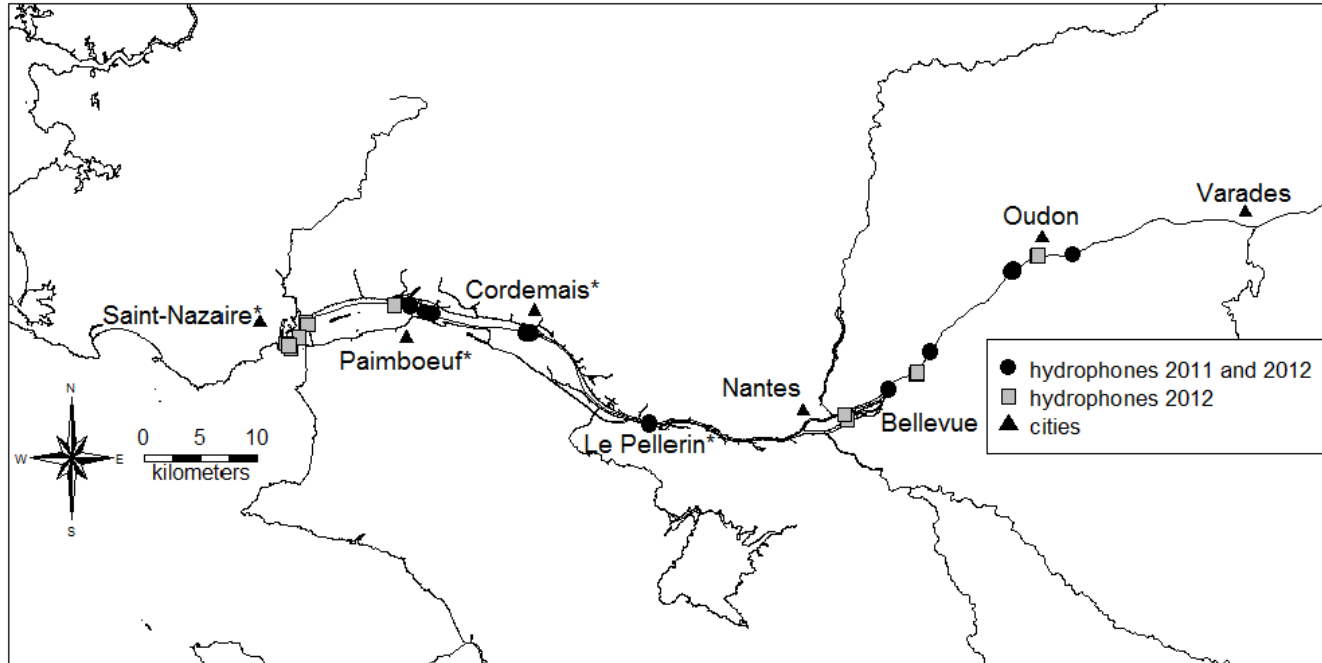 Varades
Oudon
Cordemais*
Saint-Nazaire*
Paimboeuf*
hydrophones 2011 and 2012
hydrophones 2012
cities
Nantes
Bellevue
Le Pellerin*
N
W
E
S
0 5 10
kilometers